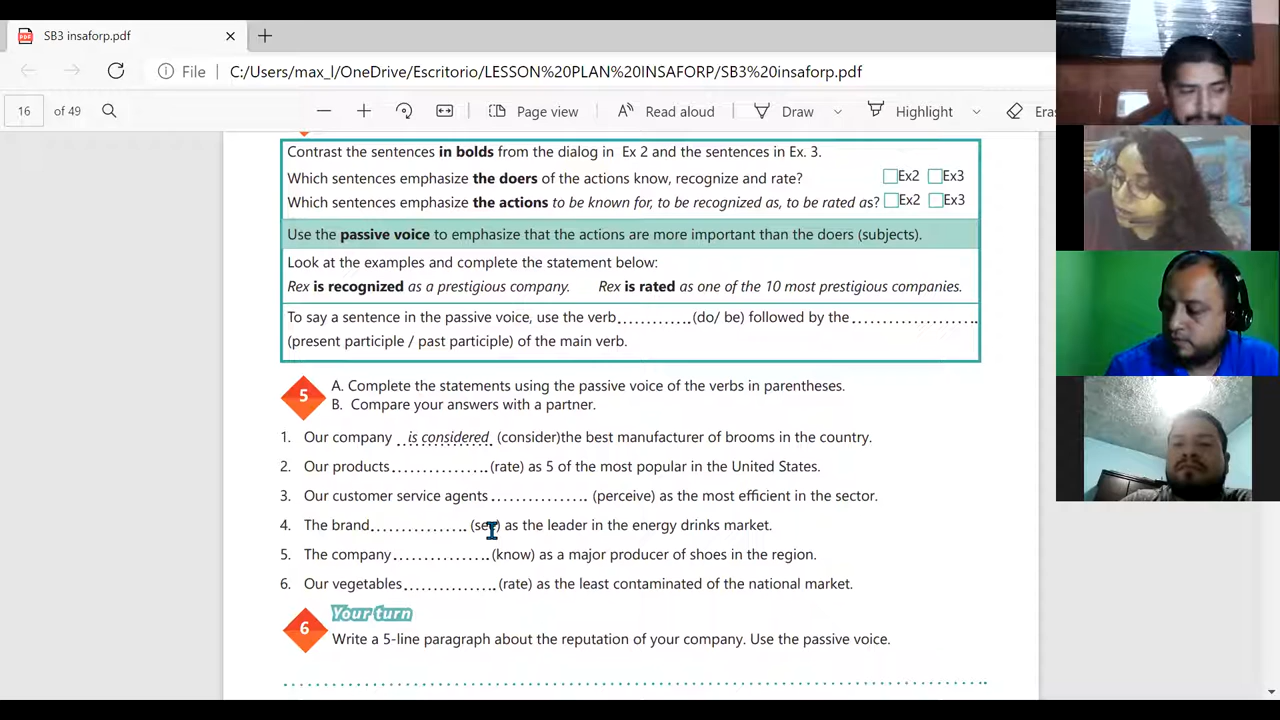 SB3 insaforp.pdf
File C:/Users/max_l/OneDrive/Escritorio/LESSON%20PLAN%20INSAFORP/SB3%20insaforp.pdf
16 of 49 Page view Read aloud Draw Highlight Era
Contrast the sentences in bolds from the dialog in Ex 2 and the sentences in Ex. 3.
Which sentences emphasize the doers of the actions know, recognize and rate? Ex2 Ex3
Which sentences emphasize the actions to be known for, to be recognized as, to be rated as? Ex2 Ex3
Use the passive voice to emphasize that the actions are more important than the doers (subjects).
Look at the examples and complete the statement below:
Rex is recognized as a prestigious company. Rex is rated as one of the 10 most prestigious companies.
To say a sentence in the passive voice, use the verb.............(do/ be) followed by the .....................
(present participle / past participle) of the main verb.
5 A. Complete the statements using the passive voice of the verbs in parentheses.
B. Compare your answers with a partner.
1. Our company ..is considered. (consider)the best manufacturer of brooms in the country.
2. Our products................(rate) as 5 of the most popular in the United States.
3. Our customer service agents ................ (perceive) as the most efficient in the sector.
4. The brand................ (see) as the leader in the energy drinks market.
5. The company................(know) as a major producer of shoes in the region.
6. Our vegetables............... (rate) as the least contaminated of the national market.
Your turn
6 Write a 5-line paragraph about the reputation of your company. Use the passive voice.